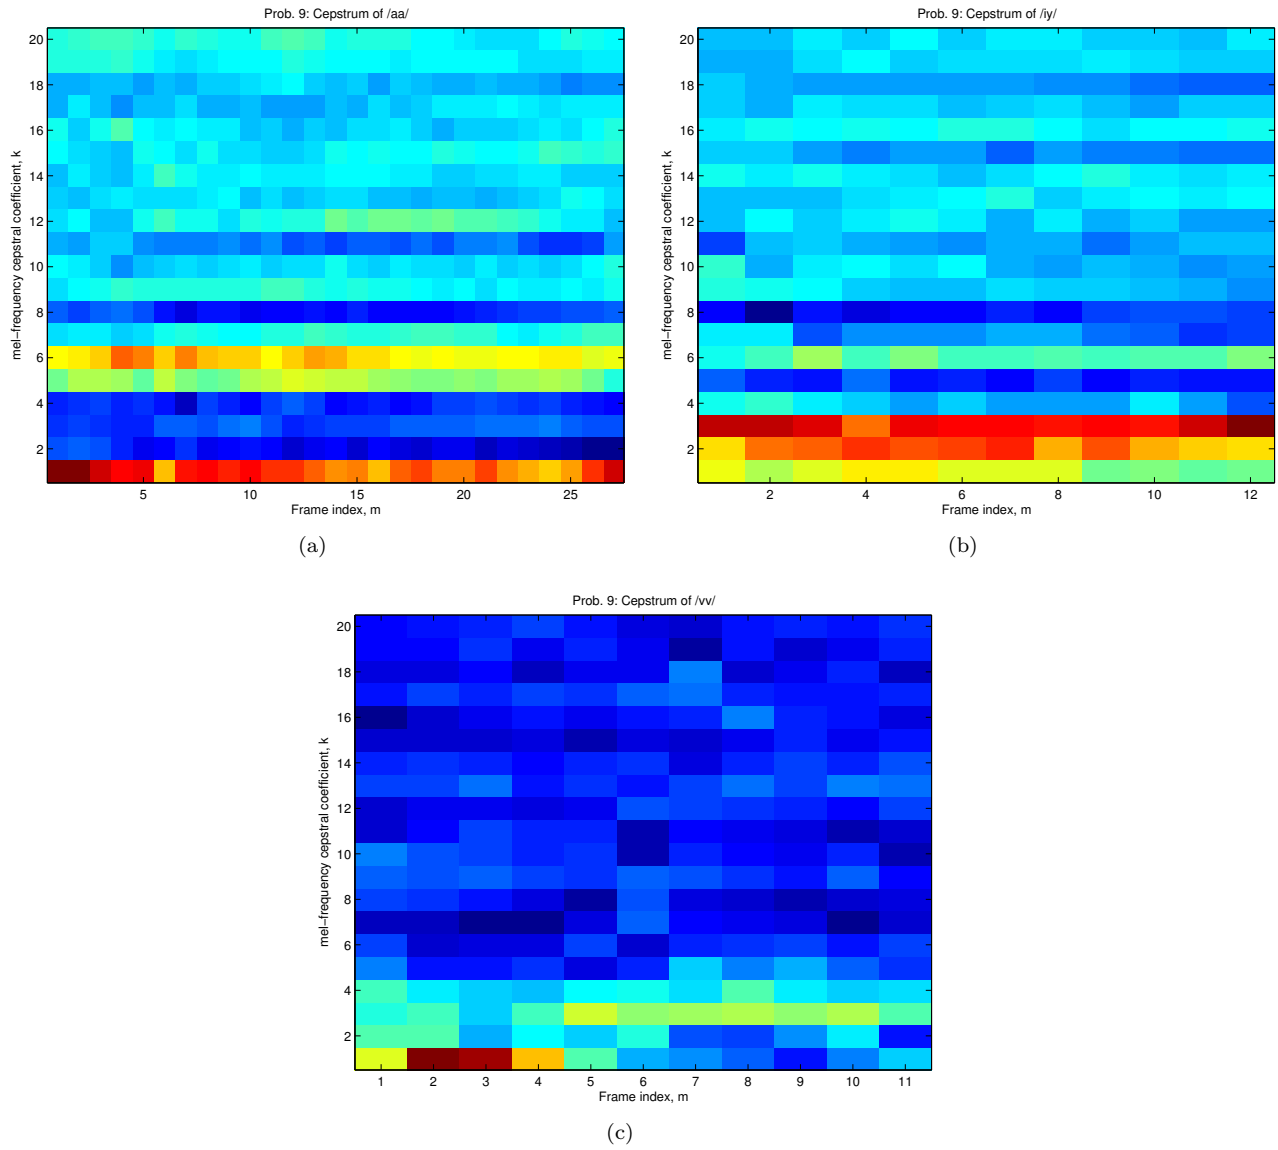 Prob. 9: Cepstrum of /aa/
mel−frequency cepstral coefficient, k
20
18
16
14
12
10
8
6
4
2
5 10 15 20 25
Frame index, m
(a)
Prob. 9: Cepstrum of /iy/
mel−frequency cepstral coefficient, k
20
18
16
14
12
10
8
6
4
2
2 4 6 8 10 12
Frame index, m
(b)
Prob. 9: Cepstrum of /vv/
mel−frequency cepstral coefficient, k
20
18
16
14
12
10
8
6
4
2
1 2 3 4 5 6 7 8 9 10 11
Frame index, m
(c)